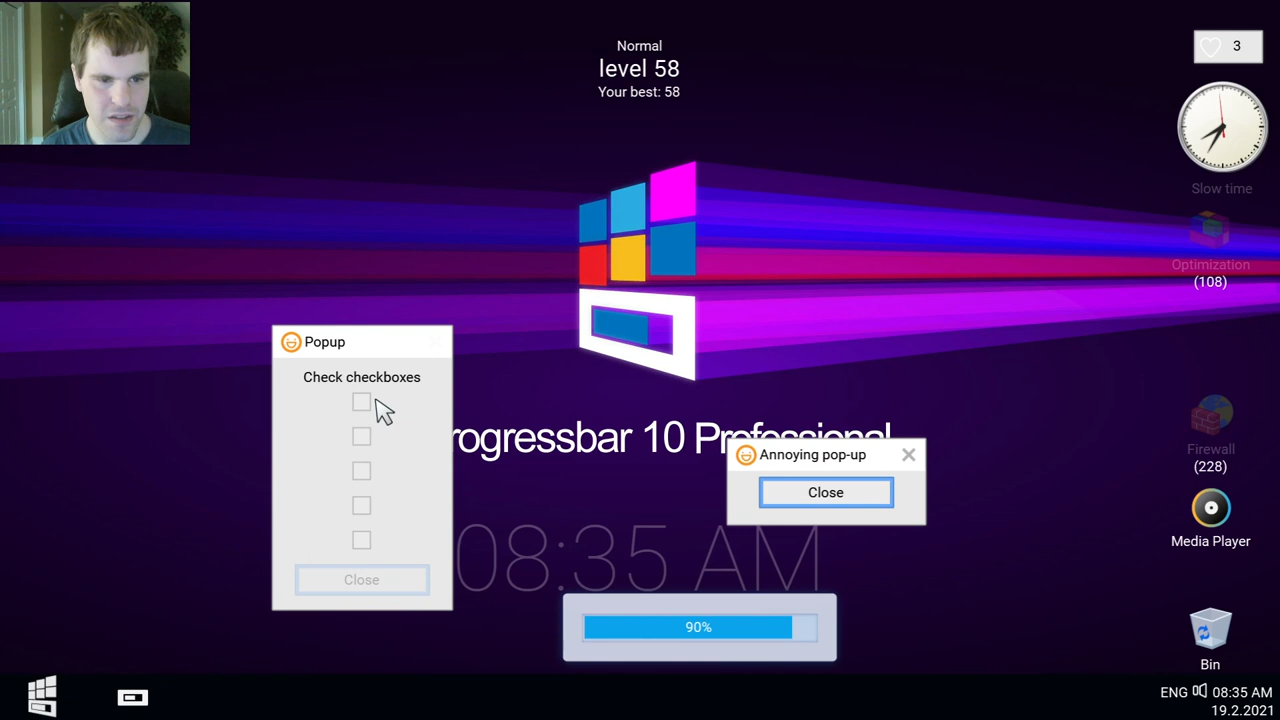 Normal
level 58
Your best: 58
3
Slow time
Optimization
(108)
Popup
Check checkboxes
Close
rogressbar 10 Professional
Annoying pop-up
Close
Firewall
(228)
Media Player
08:35 AM
90%
Bin
ENG 08:35 AM
19.2.2021